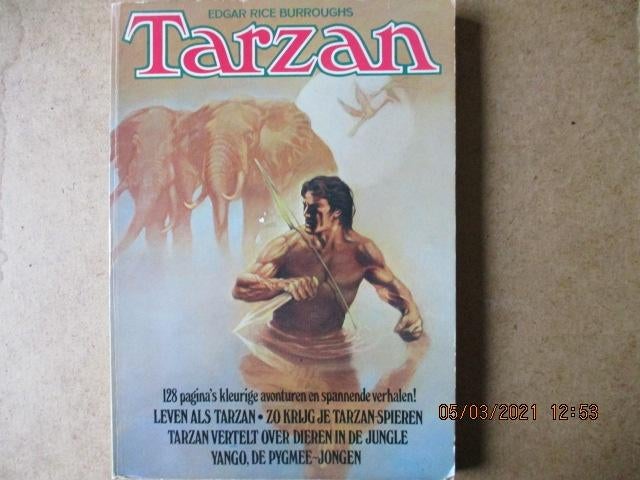 EDGAR RICE BURROUGHS
Tarzan
128 pagina's kleurige avonturen en spannende verhalen!
LEVEN ALS TARZAN • ZO KRIJG JE TARZAN-SPIEREN
TARZAN VERTELT OVER DIEREN IN DE JUNGLE
YANGO, DE PYGMEE-JONGEN
05/03/2021 12:53